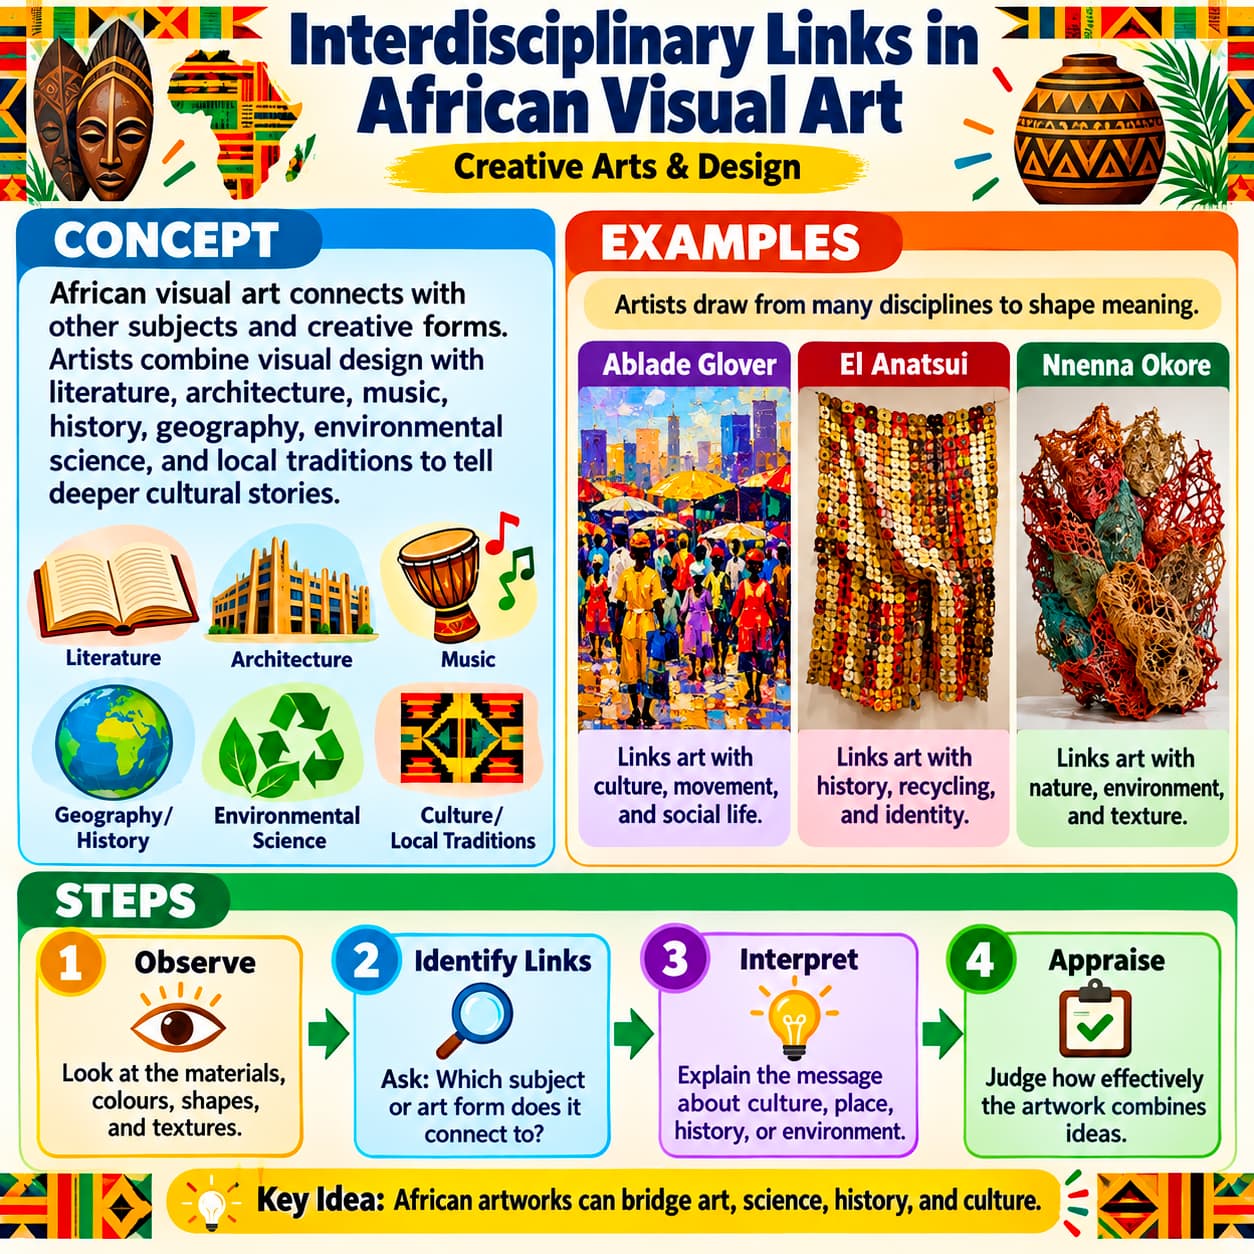 Interdisciplinary Links in
African Visual Art
Creative Arts & Design
CONCEPT
African visual art connects with
other subjects and creative forms.
Artists combine visual design with
literature, architecture, music,
history, geography, environmental
science, and local traditions to tell
deeper cultural stories.
Literature
Architecture
Music
Geography/
History
Environmental
Science
Culture/
Local Traditions
EXAMPLES
Artists draw from many disciplines to shape meaning.
Ablade Glover
Links art with
culture, movement,
and social life.
El Anatsui
Links art with
history, recycling,
and identity.
Nnenna Okore
Links art with
nature, environment,
and texture.
STEPS
1 Observe
Look at the materials,
colours, shapes,
and textures.
2 Identify Links
Ask: Which subject
or art form does it
connect to?
3 Interpret
Explain the message
about culture, place,
history, or environment.
4 Appraise
Judge how effectively
the artwork combines
ideas.
Key Idea: African artworks can bridge art, science, history, and culture.